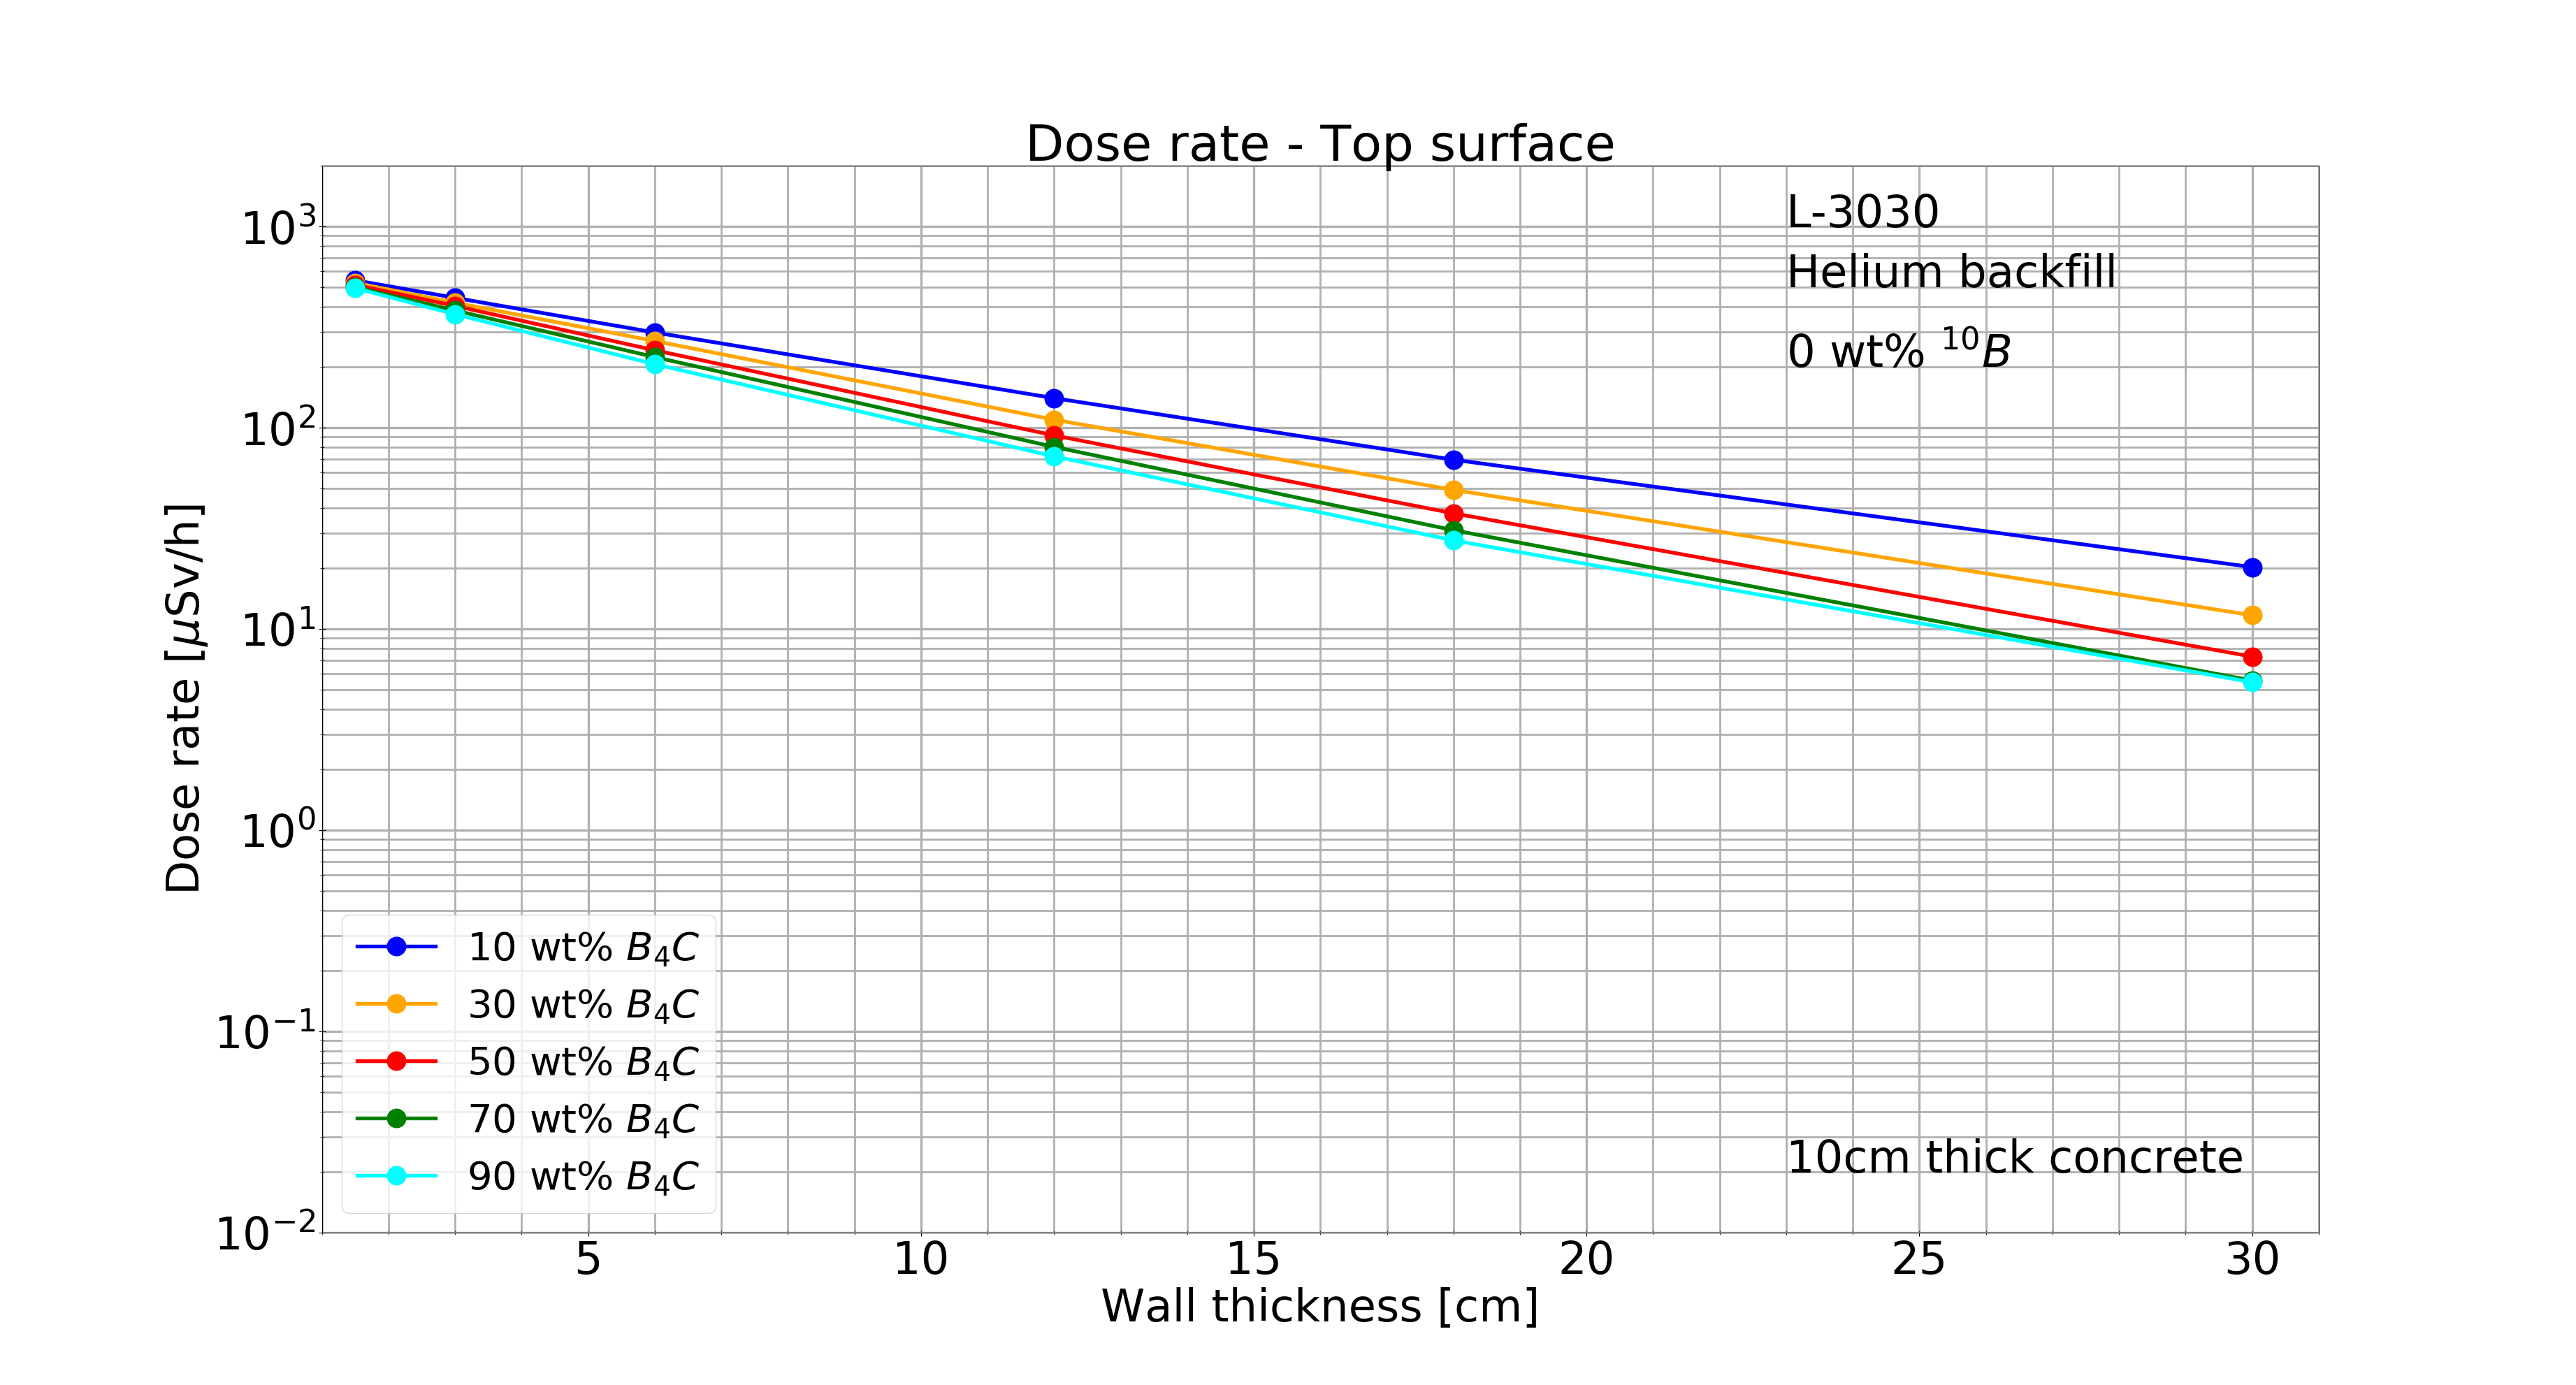 Dose rate - Top surface
10³
10²
10¹
10⁰
10⁻¹
10⁻²
Dose rate [μSv/h]
L-3030
Helium backfill
0 wt% ¹⁰B
10 wt% B₄C
30 wt% B₄C
50 wt% B₄C
70 wt% B₄C
90 wt% B₄C
10cm thick concrete
5 10 15 20 25 30
Wall thickness [cm]